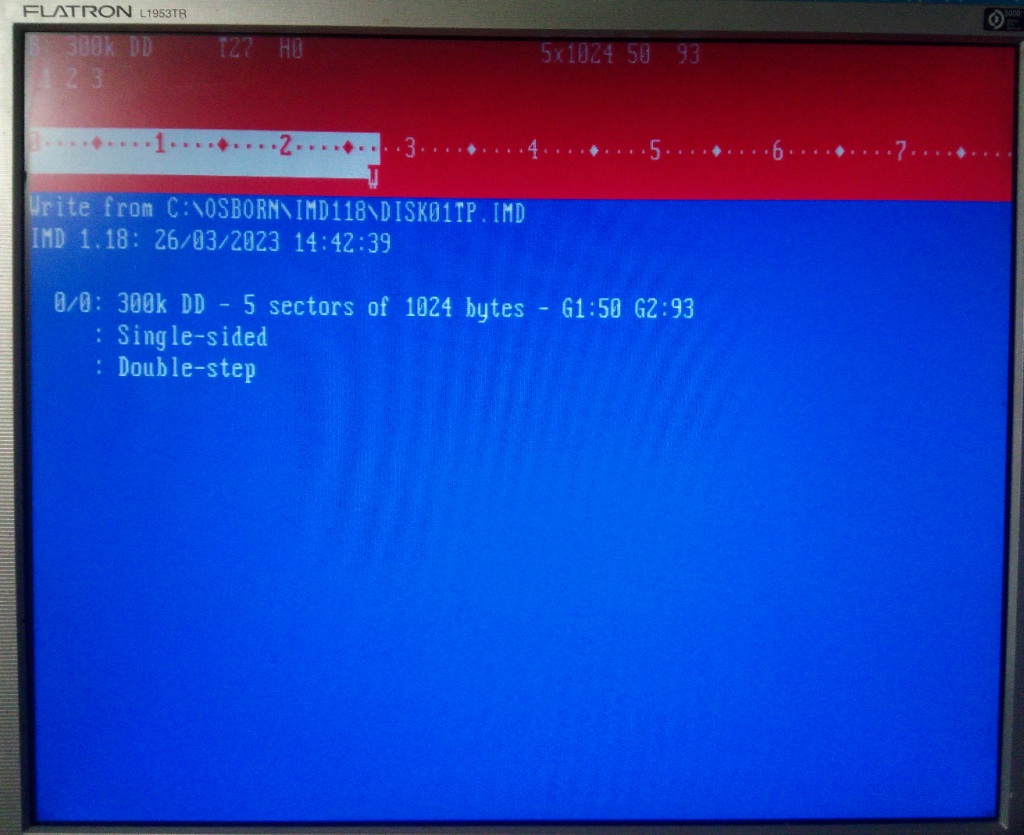 FLATRON L1953TR
B: 300k DD T27 H0 5x1024 50 93
1 2 3
0····♦····1····♦····2····♦····3····♦····4····♦····5····♦····6····♦····7····♦····
W
Write from C:\OSBORN\IMD118\DISK01TP.IMD
IMD 1.18: 26/03/2023 14:42:39
0/0: 300k DD - 5 sectors of 1024 bytes - G1:50 G2:93
: Single-sided
: Double-step